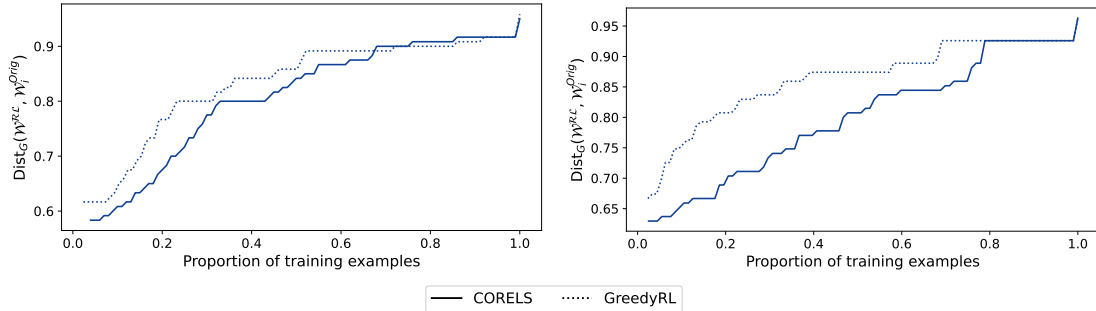 Dist_G(𝒲^{ℛℒ}, 𝒲_i^{Orig})
0.9
0.8
0.7
0.6
0.0 0.2 0.4 0.6 0.8 1.0
Proportion of training examples
Dist_G(𝒲^{ℛℒ}, 𝒲_i^{Orig})
0.95
0.90
0.85
0.80
0.75
0.70
0.65
0.0 0.2 0.4 0.6 0.8 1.0
Proportion of training examples
CORELS GreedyRL